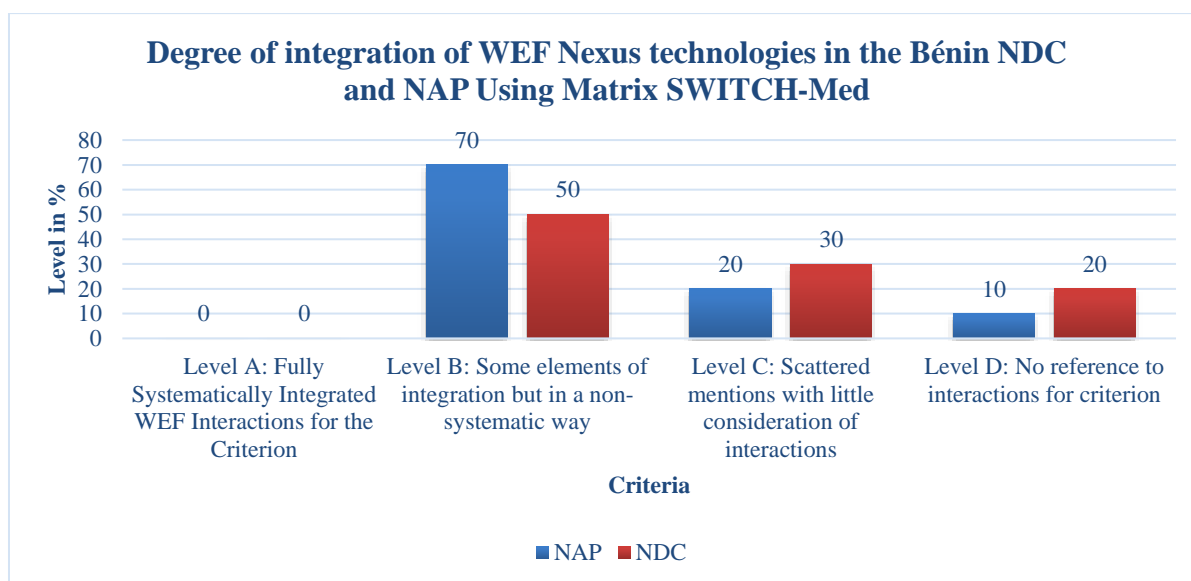 Degree of integration of WEF Nexus technologies in the Bénin NDC
and NAP Using Matrix SWITCH-Med
Level in %
80
70
60
50
40
30
20
10
0
0
0
70
50
20
30
10
20
Level A: Fully
Systematically Integrated
WEF Interactions for the
Criterion
Level B: Some elements of
integration but in a non-
systematic way
Level C: Scattered
mentions with little
consideration of
interactions
Level D: No reference to
interactions for criterion
Criteria
NAP
NDC